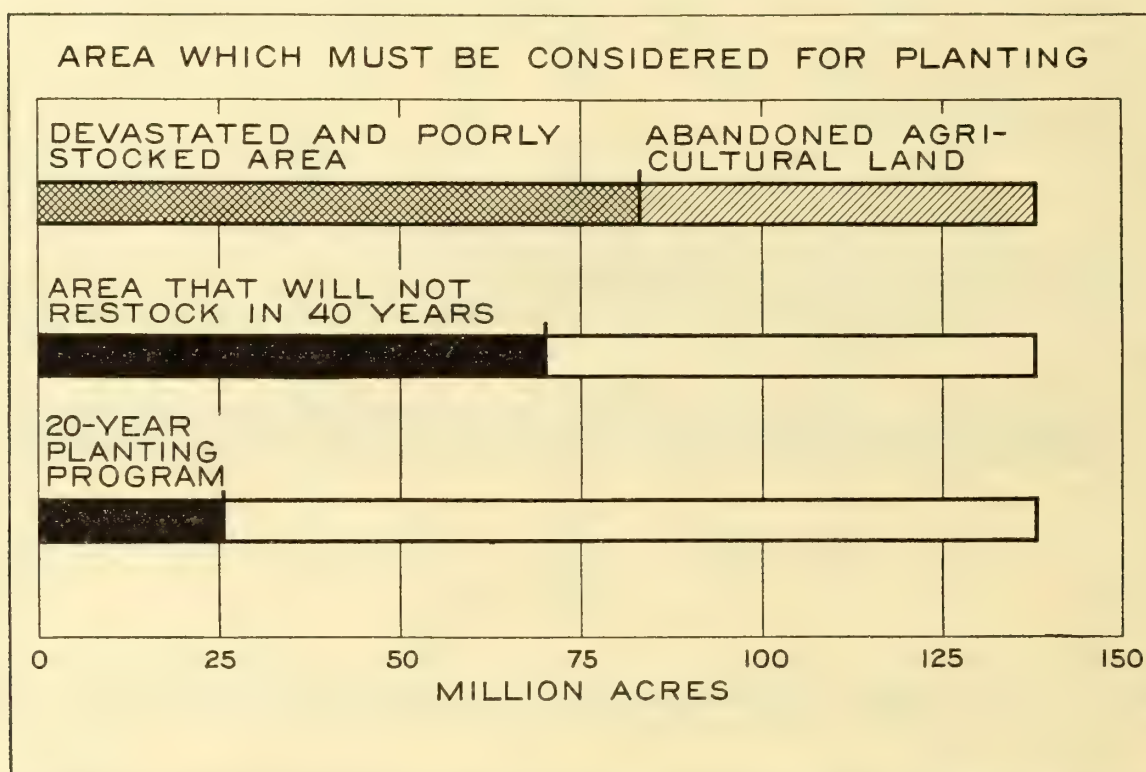 AREA WHICH MUST BE CONSIDERED FOR PLANTING
DEVASTATED AND POORLY
STOCKED AREA
ABANDONED AGRI-
CULTURAL LAND
AREA THAT WILL NOT
RESTOCK IN 40 YEARS
20-YEAR
PLANTING
PROGRAM
0 25 50 75 100 125 150
MILLION ACRES